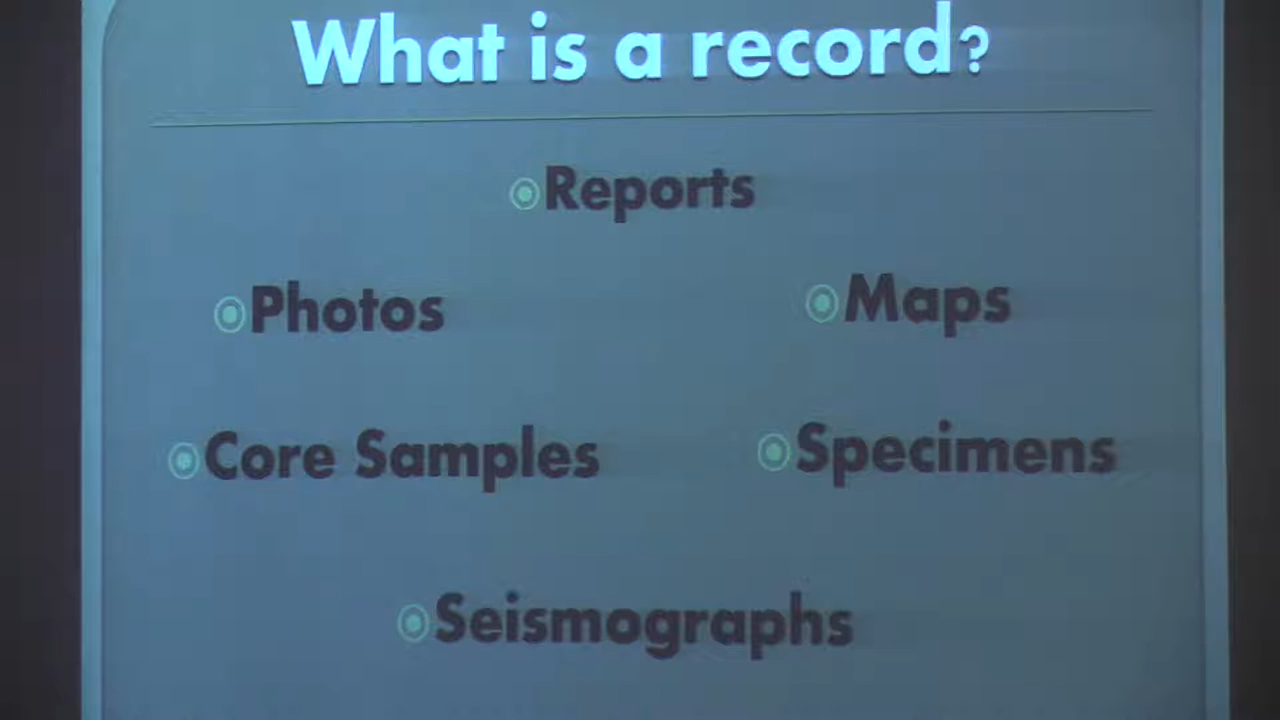 What is a record?
Reports
Photos
Maps
Core Samples
Specimens
Seismographs